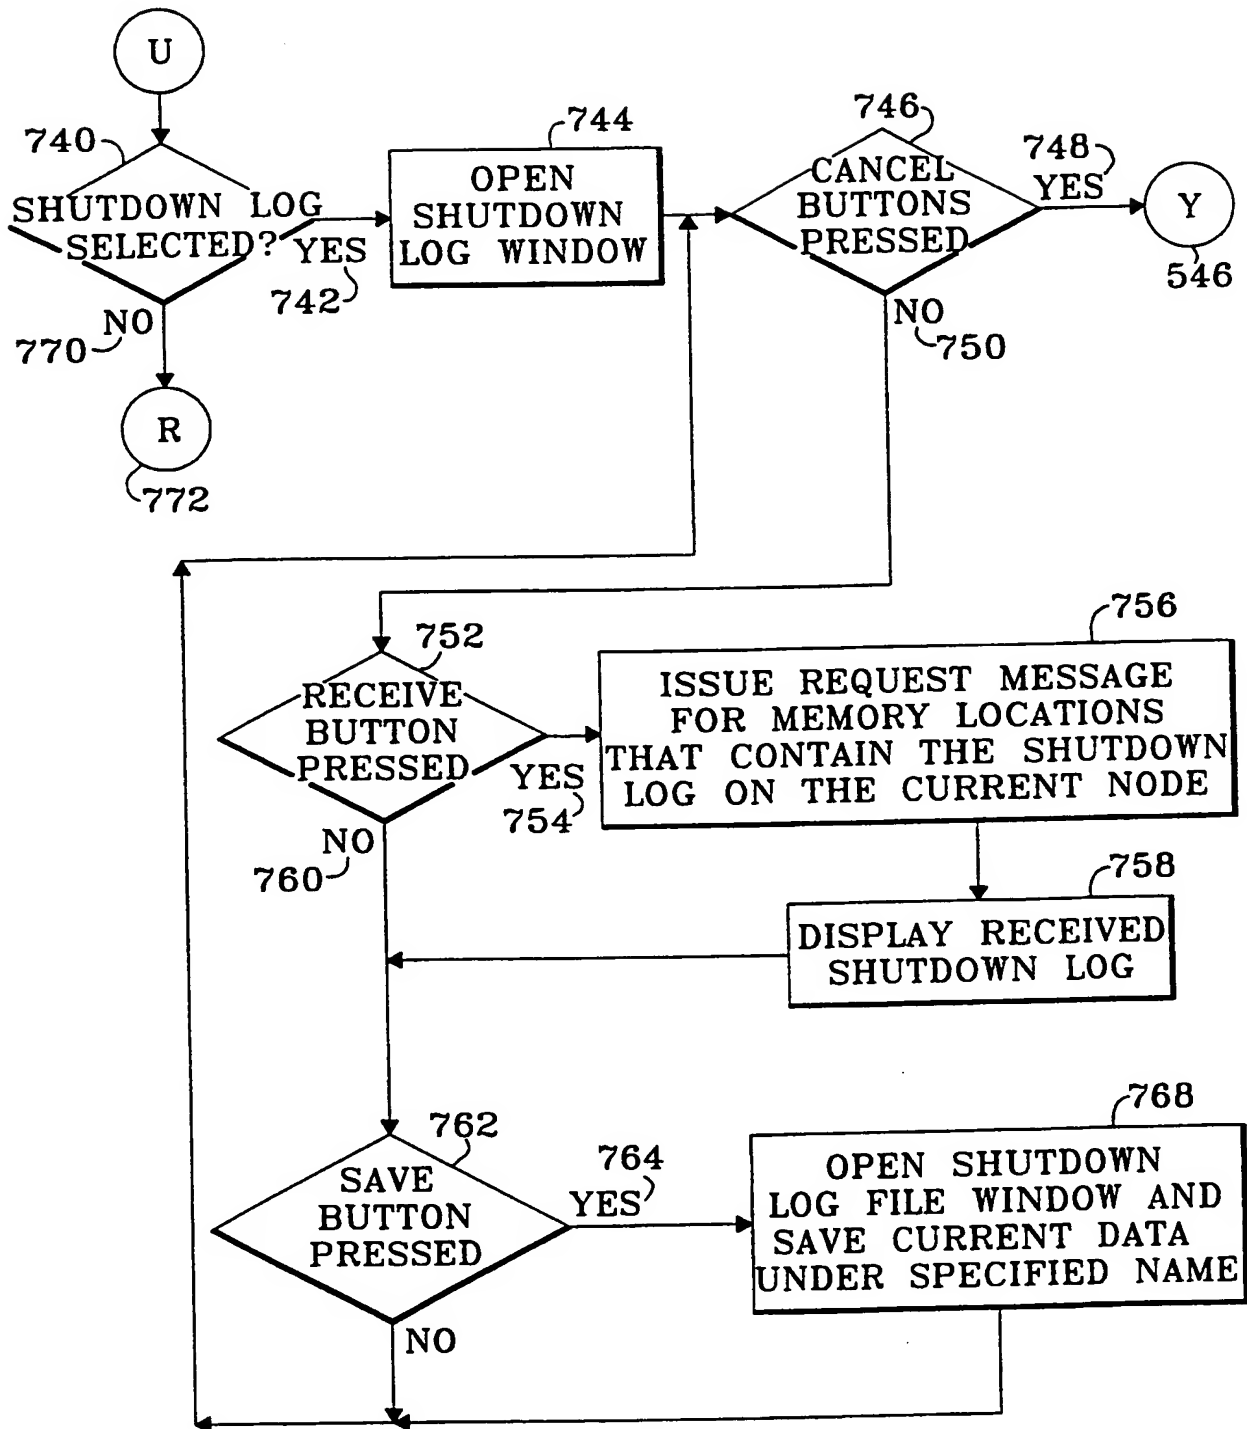 U
740
SHUTDOWN LOG
SELECTED?
YES
742
NO
770
R
772
744
OPEN
SHUTDOWN
LOG WINDOW
746
CANCEL
BUTTONS
PRESSED
748
YES
Y
546
NO
750
752
RECEIVE
BUTTON
PRESSED
YES
754
NO
760
756
ISSUE REQUEST MESSAGE
FOR MEMORY LOCATIONS
THAT CONTAIN THE SHUTDOWN
LOG ON THE CURRENT NODE
758
DISPLAY RECEIVED
SHUTDOWN LOG
762
SAVE
BUTTON
PRESSED
764
YES
NO
768
OPEN SHUTDOWN
LOG FILE WINDOW AND
SAVE CURRENT DATA
UNDER SPECIFIED NAME